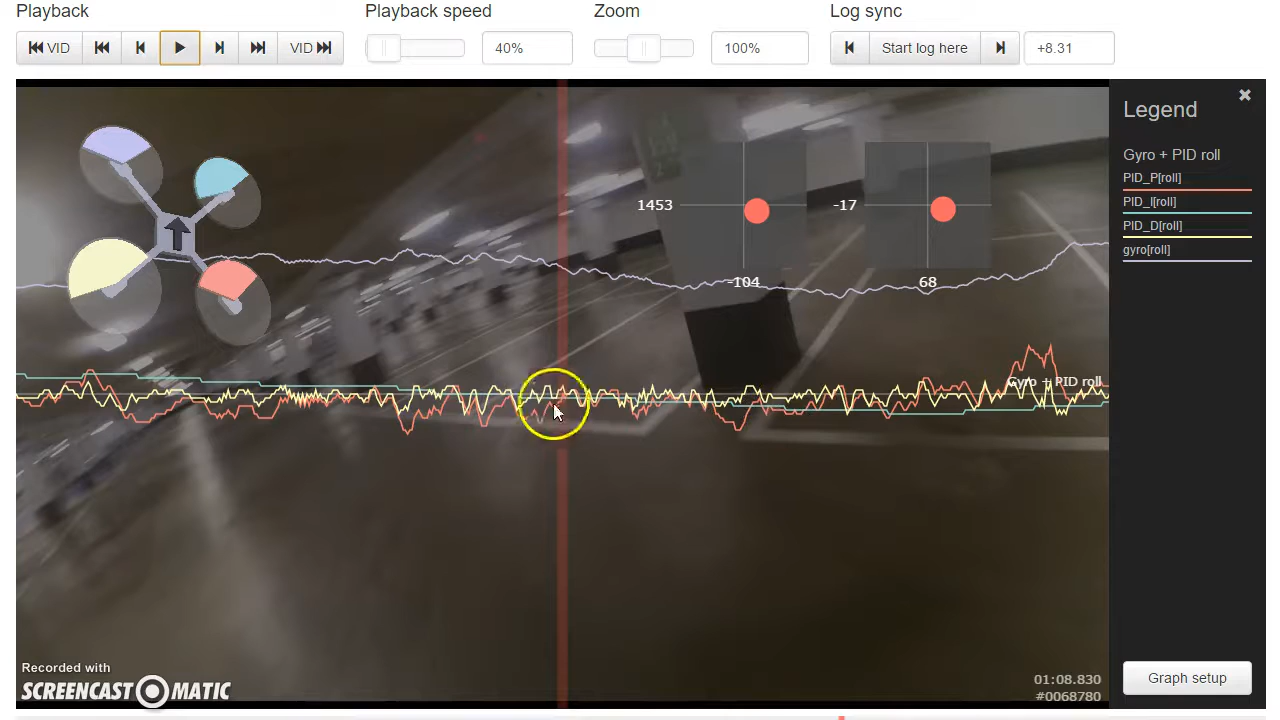 Playback
Playback speed
Zoom
Log sync
VID
VID
40%
100%
Start log here
+8.31
Legend
Gyro + PID roll
PID_P[roll]
PID_I[roll]
PID_D[roll]
gyro[roll]
1453
-17
-104
68
Gyro + PID roll
Recorded with
SCREENCAST MATIC
01:08.830
#0068780
Graph setup